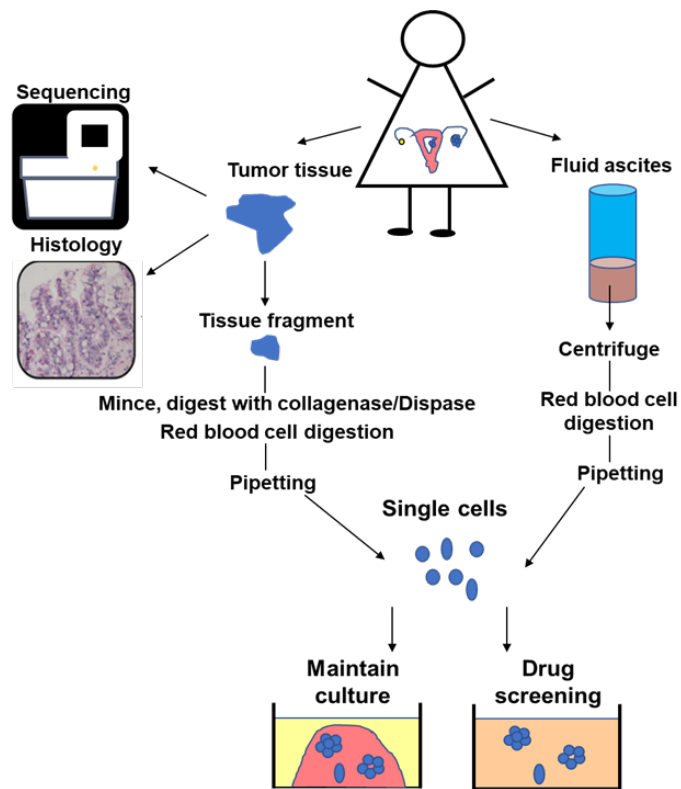 Sequencing
Tumor tissue
Fluid ascites
Histology
Tissue fragment
Centrifuge
Mince, digest with collagenase/Dispase
Red blood cell digestion
Red blood cell
digestion
Pipetting
Pipetting
Single cells
Maintain
culture
Drug
screening